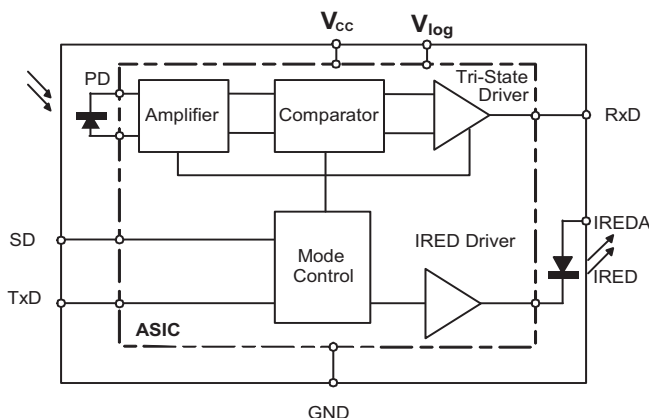 Vcc
Vlog
PD
Tri-State
Driver
Amplifier
Comparator
RxD
SD
IRED Driver
IREDA
Mode
Control
IRED
TxD
ASIC
GND